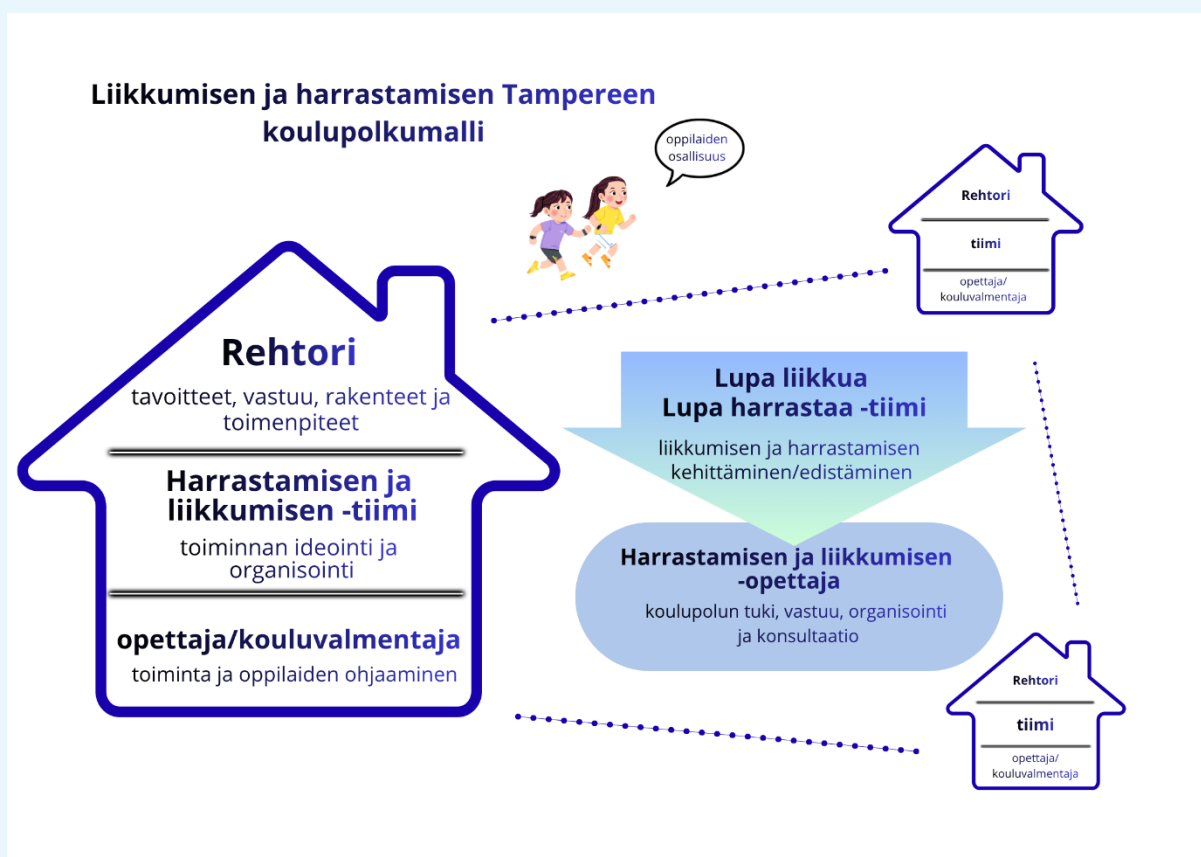 Liikkumisen ja harrastamisen Tampereen
koulupolkumalli
oppilaiden
osallisuus
Rehtori
tavoitteet, vastuu, rakenteet ja
toimenpiteet
Harrastamisen ja
liikkumisen -tiimi
toiminnan ideointi ja
organisointi
opettaja/kouluvalmentaja
toiminta ja oppilaiden ohjaaminen
Lupa liikkua
Lupa harrastaa -tiimi
liikkumisen ja harrastamisen
kehittäminen/edistäminen
Harrastamisen ja liikkumisen
-opettaja
koulupolun tuki, vastuu, organisointi
ja konsultaatio
Rehtori
tiimi
opettaja/
kouluvalmentaja
Rehtori
tiimi
opettaja/
kouluvalmentaja